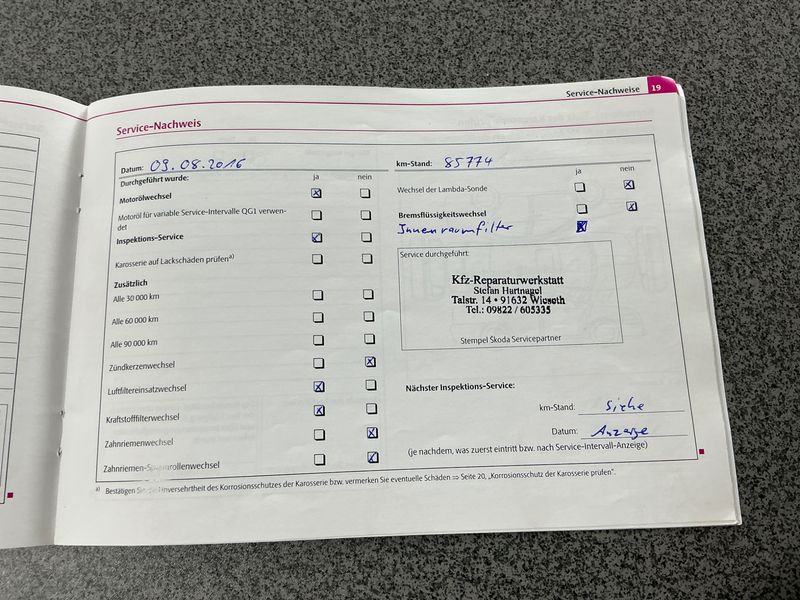 Service-Nachweise 19
Service-Nachweis
Datum: 09.08.2016
Durchgeführt wurde: ja nein
Motorölwechsel
Motoröl für variable Service-Intervalle QG1 verwen-
det
Inspektions-Service
Karosserie auf Lackschäden prüfen a)
Zusätzlich
Alle 30 000 km
Alle 60 000 km
Alle 90 000 km
Zündkerzenwechsel
Luftfiltereinsatzwechsel
Kraftstofffilterwechsel
Zahnriemenwechsel
Zahnriemen-Spannrollenwechsel
km-Stand: 85774
ja nein
Wechsel der Lambda-Sonde
Bremsflüssigkeitswechsel
Innenraumfilter
Service durchgeführt:
Kfz-Reparaturwerkstatt
Stefan Hartnagel
Talstr. 14 • 91632 Wieseth
Tel.: 09822 / 605335
Stempel Skoda Servicepartner
Nächster Inspektions-Service:
km-Stand: Siehe
Datum: Anzeige
(je nachdem, was zuerst eintritt bzw. nach Service-Intervall-Anzeige)
a) Bestätigen Sie die Unversehrtheit des Korrosionsschutzes der Karosserie bzw. vermerken Sie eventuelle Schäden ⇒ Seite 20, „Korrosionsschutz der Karosserie prüfen".